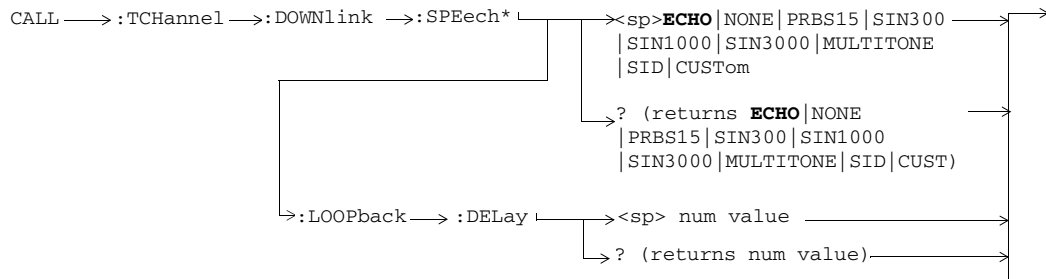 CALL :TCHannel :DOWNlink :SPEech* <sp>ECHO|NONE|PRBS15|SIN300
|SIN1000|SIN3000|MULTITONE
|SID|CUSTom
? (returns ECHO|NONE
|PRBS15|SIN300|SIN1000
|SIN3000|MULTITONE|SID|CUST)
:LOOPback :DELay <sp> num value
? (returns num value)